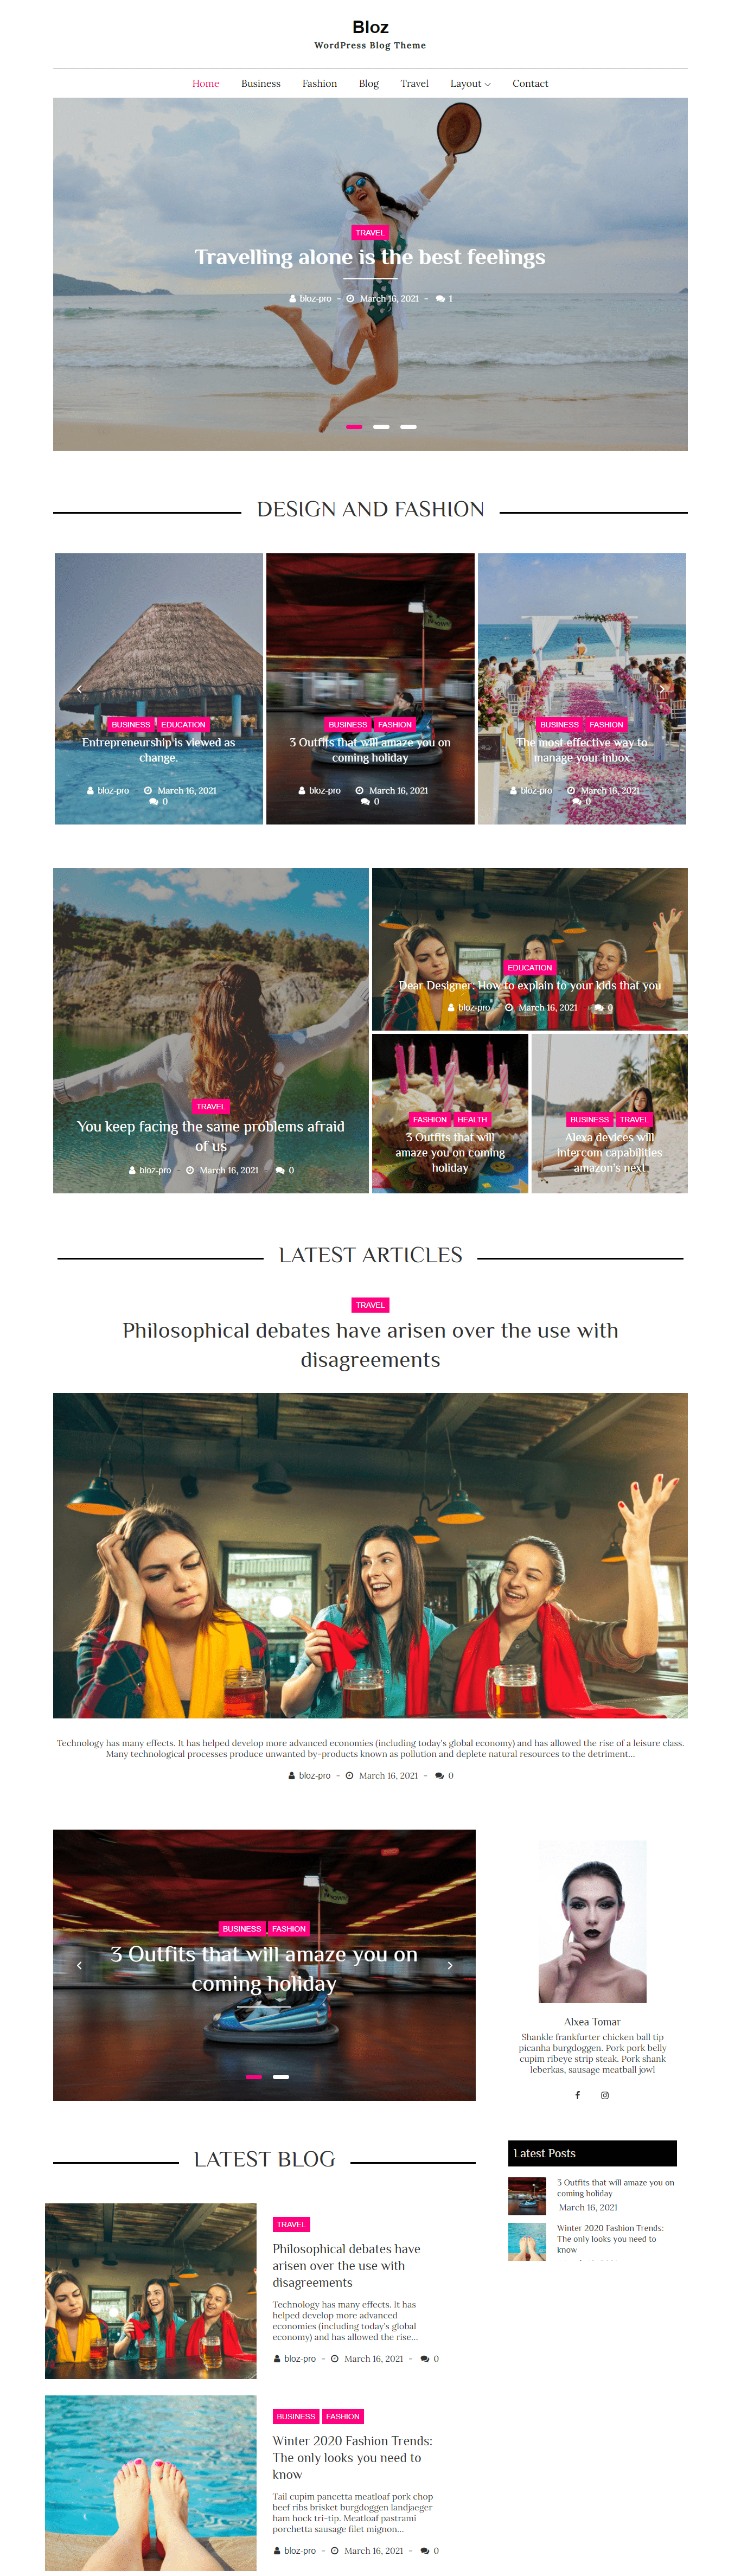 Bloz
WordPress Blog Theme
Home Business Fashion Blog Travel Layout Contact
TRAVEL
Travelling alone is the best feelings
bloz-pro - March 16, 2021 - 1
DESIGN AND FASHION
BUSINESS EDUCATION
Entrepreneurship is viewed as
change.
bloz-pro March 16, 2021
0
BUSINESS FASHION
3 Outfits that will amaze you on
coming holiday
bloz-pro March 16, 2021
0
BUSINESS FASHION
The most effective way to
manage your inbox
bloz-pro March 16, 2021
0
TRAVEL
You keep facing the same problems afraid
of us
bloz-pro March 16, 2021 0
EDUCATION
Dear Designer: How to explain to your kids that you
bloz-pro March 16, 2021 0
FASHION HEALTH
3 Outfits that will
amaze you on coming
holiday
BUSINESS TRAVEL
Alexa devices will
intercom capabilities
amazon's next
LATEST ARTICLES
TRAVEL
Philosophical debates have arisen over the use with
disagreements
Technology has many effects. It has helped develop more advanced economies (including today's global economy) and has allowed the rise of a leisure class.
Many technological processes produce unwanted by-products known as pollution and deplete natural resources to the detriment...
bloz-pro - March 16, 2021 - 0
BUSINESS FASHION
3 Outfits that will amaze you on
coming holiday
Alxea Tomar
Shankle frankfurter chicken ball tip
picanha burgdoggen. Pork pork belly
cupim ribeye strip steak. Pork shank
leberkas, sausage meatball jowl
LATEST BLOG
TRAVEL
Philosophical debates have
arisen over the use with
disagreements
Technology has many effects. It has
helped develop more advanced
economies (including today's global
economy) and has allowed the rise...
bloz-pro - March 16, 2021 - 0
BUSINESS FASHION
Winter 2020 Fashion Trends:
The only looks you need to
know
Tail cupim pancetta meatloaf pork chop
beef ribs brisket burgdoggen landjaeger
ham hock tri-tip. Meatloaf pastrami
porchetta sausage filet mignon...
bloz-pro - March 16, 2021 - 0
Latest Posts
3 Outfits that will amaze you on
coming holiday
March 16, 2021
Winter 2020 Fashion Trends:
The only looks you need to
know